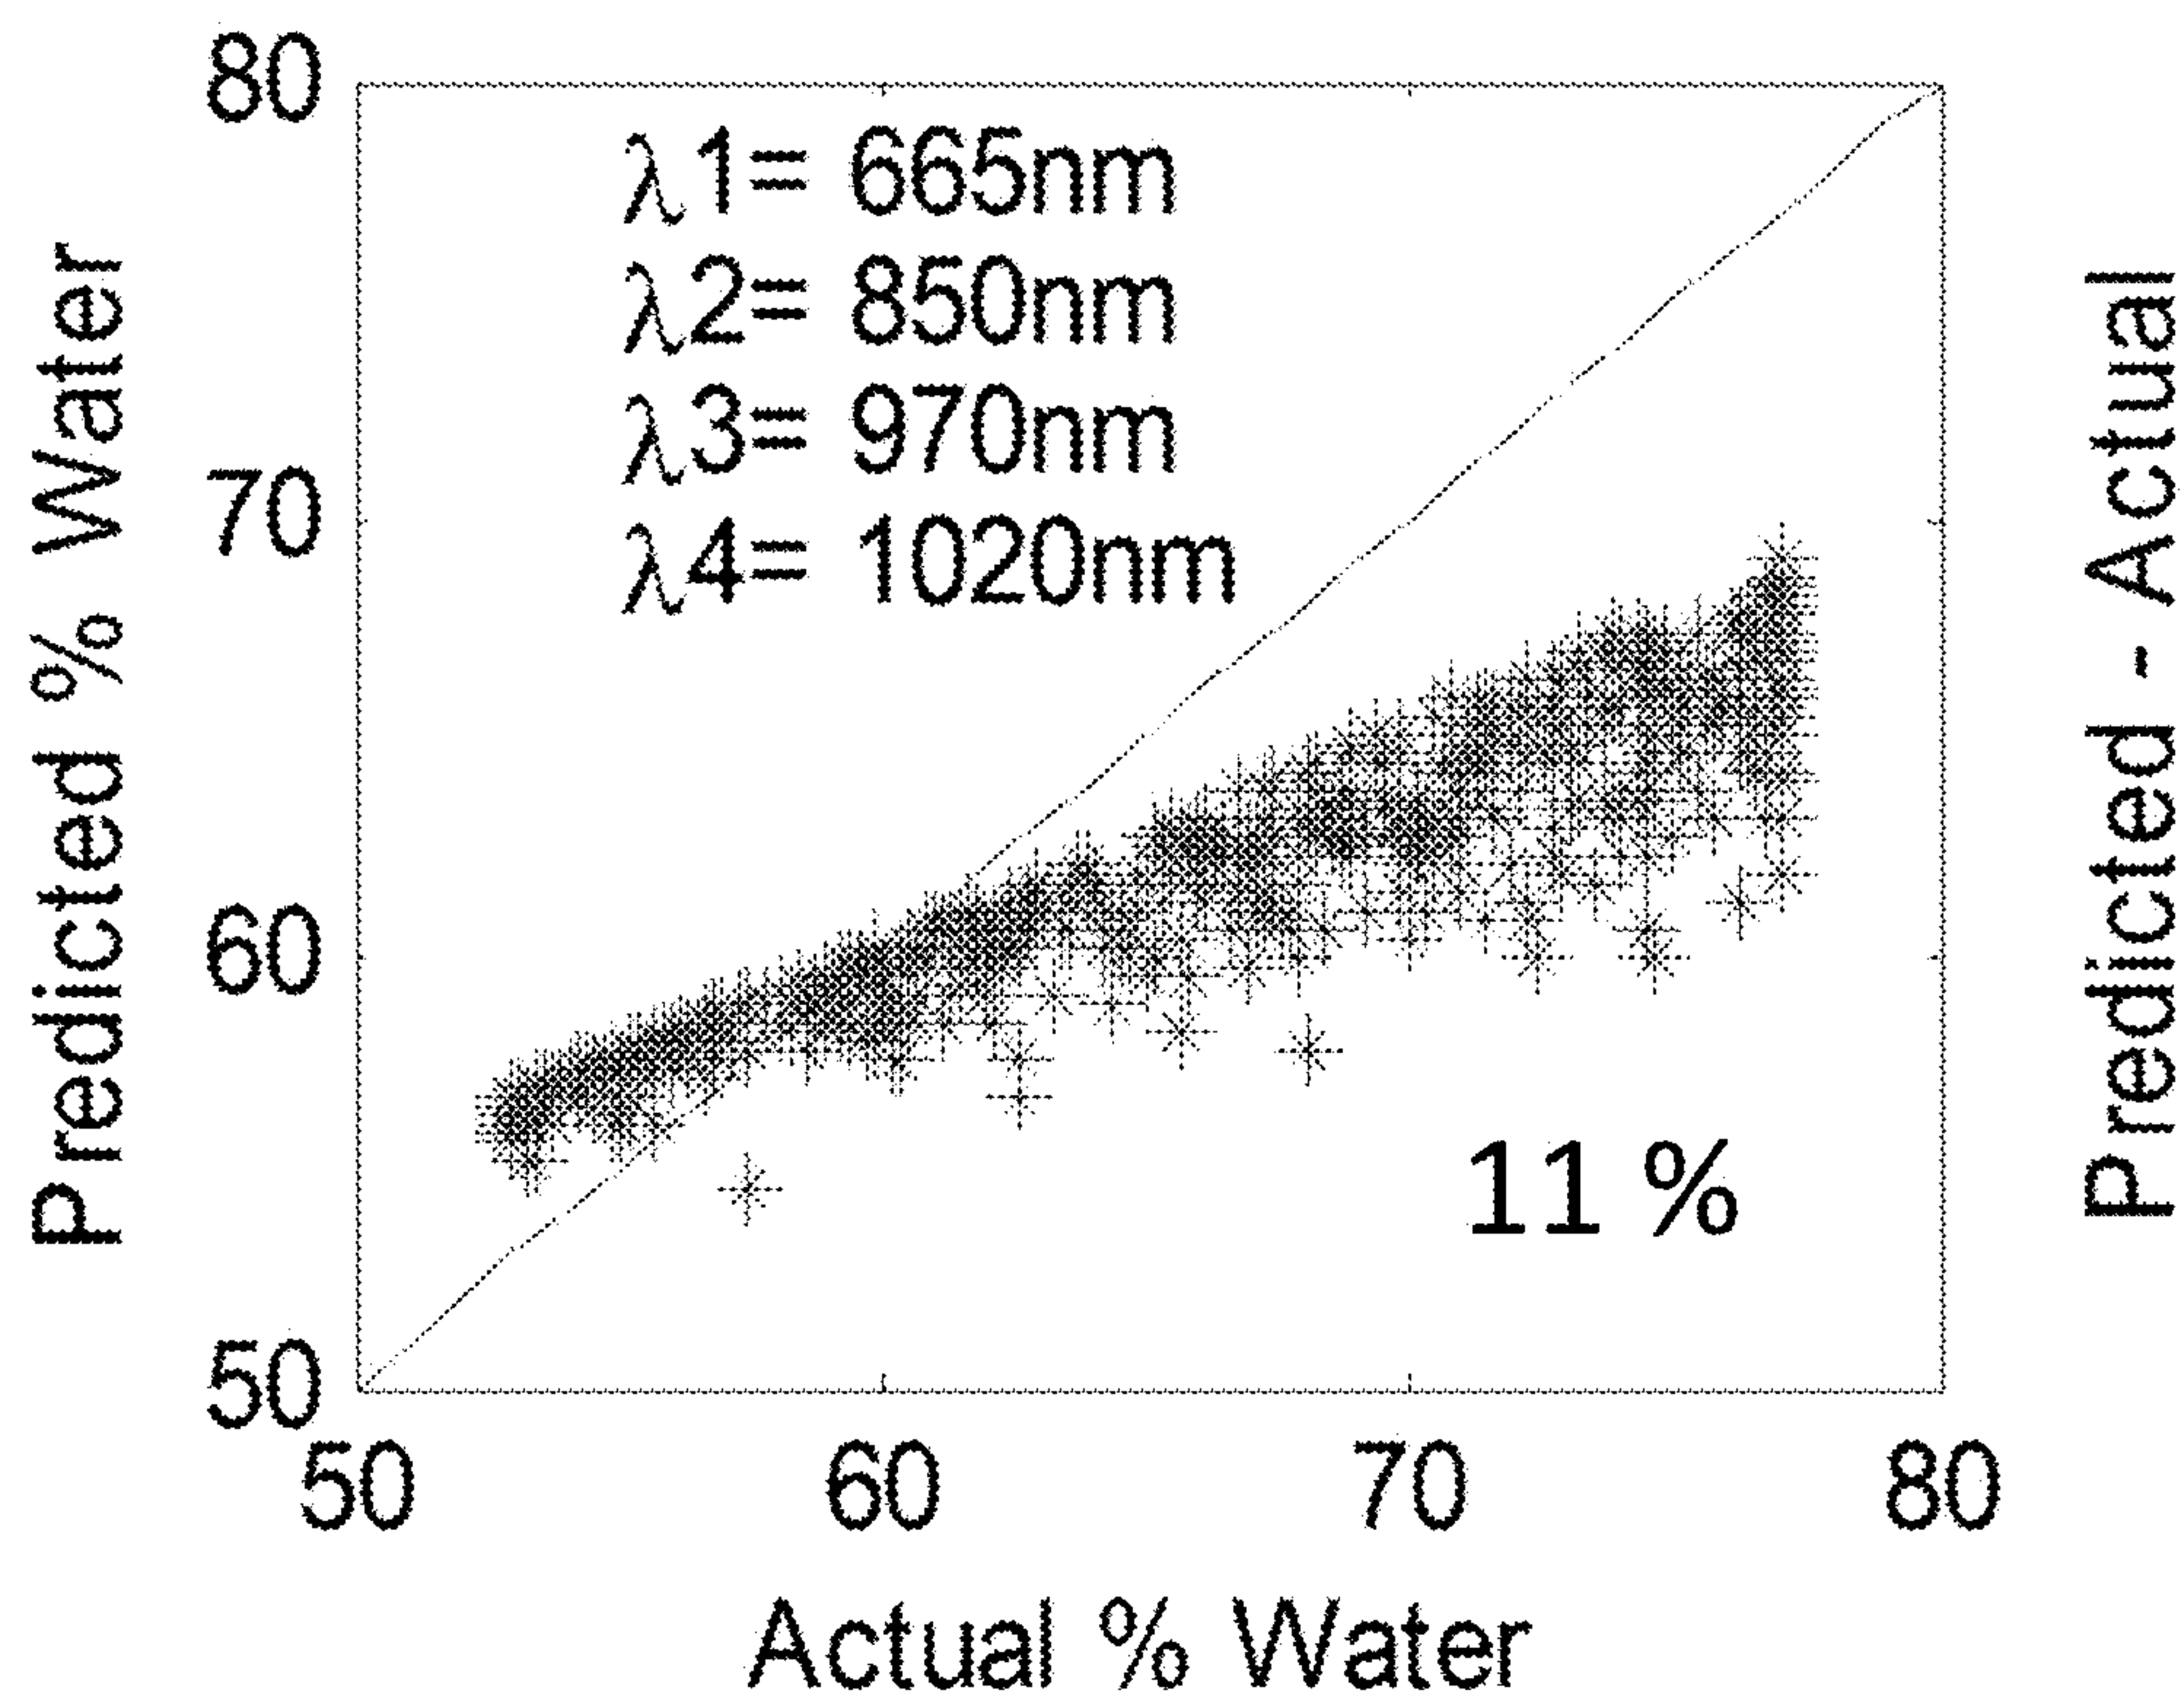 80
70
60
50
Predicted % Water
λ1= 665nm
λ2= 850nm
λ3= 970nm
λ4= 1020nm
11 %
50 60 70 80
Actual % Water
Predicted - Actual